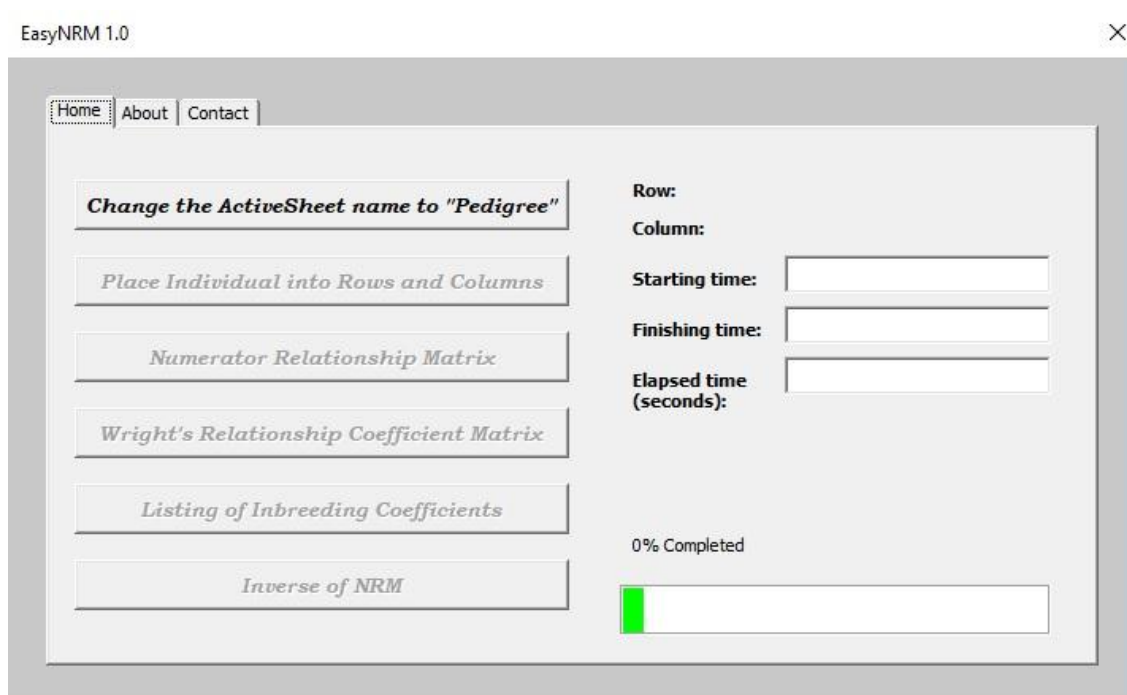 EasyNRM 1.0
Home About Contact
Change the ActiveSheet name to "Pedigree"
Place Individual into Rows and Columns
Numerator Relationship Matrix
Wright's Relationship Coefficient Matrix
Listing of Inbreeding Coefficients
Inverse of NRM
Row:
Column:
Starting time:
Finishing time:
Elapsed time
(seconds):
0% Completed